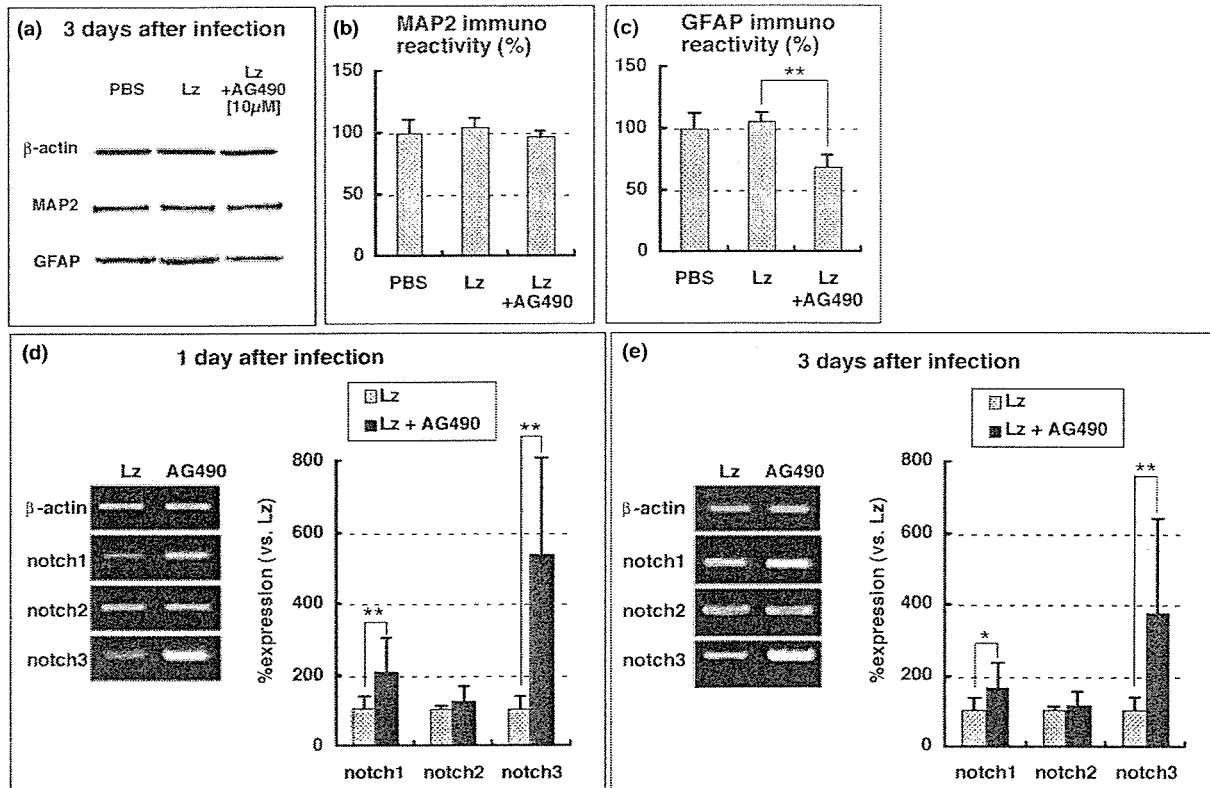 (a) 3 days after infection
PBS
Lz
Lz
+AG490
[10µM]
β-actin
MAP2
GFAP
(b) MAP2 immuno
reactivity (%)
150
100
50
0
PBS
Lz
Lz
+AG490
(c) GFAP immuno
reactivity (%)
150
**
100
50
0
PBS
Lz
Lz
+AG490
(d) 1 day after infection
Lz
Lz + AG490
Lz AG490
β-actin
notch1
notch2
notch3
%expression (vs. Lz)
800
600
400
200
0
**
**
notch1 notch2 notch3
(e) 3 days after infection
Lz
Lz + AG490
Lz AG490
β-actin
notch1
notch2
notch3
%expression (vs. Lz)
800
600
400
200
0
*
**
notch1 notch2 notch3